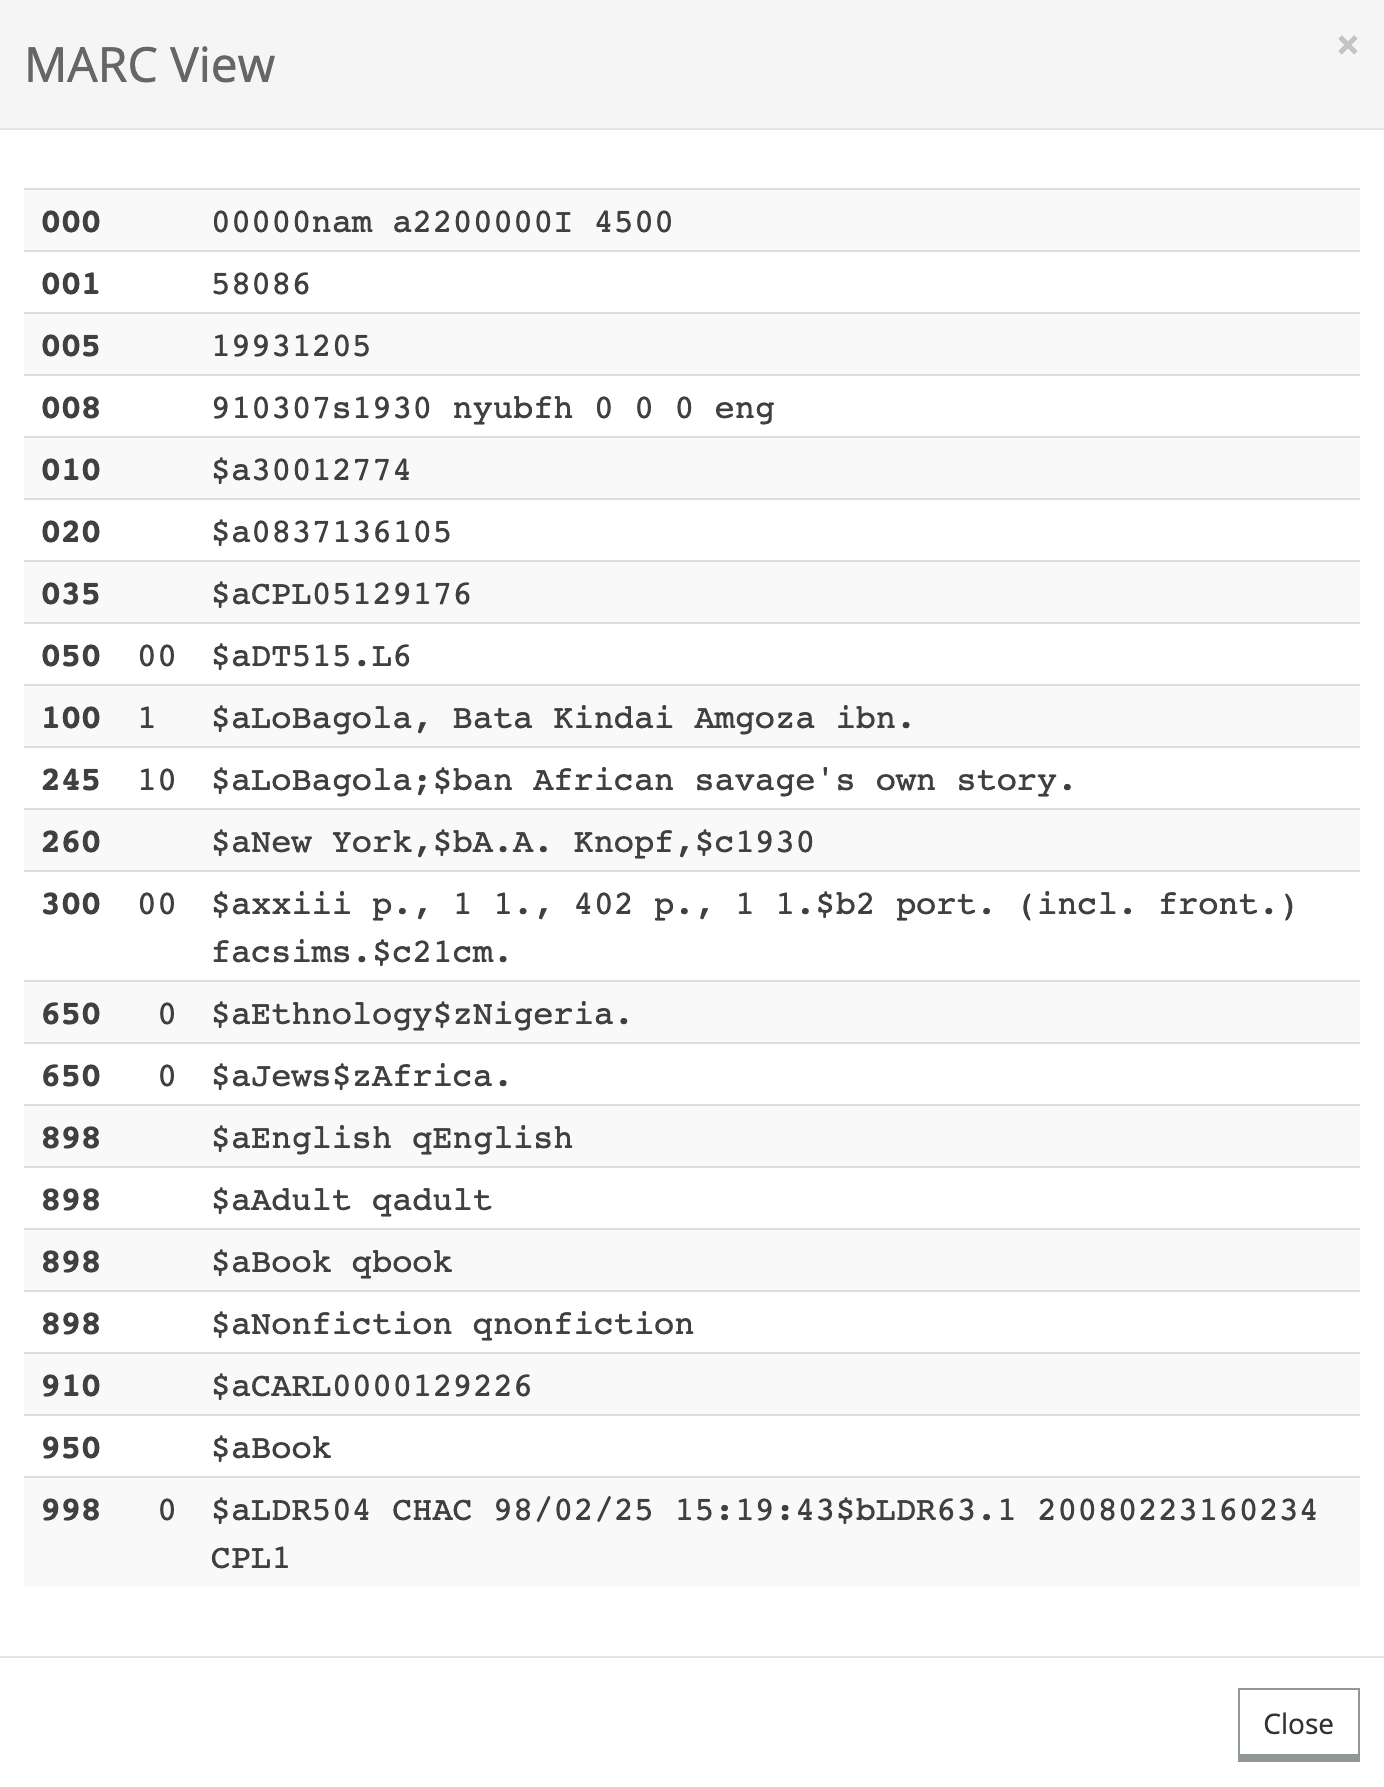 MARC View
×
000 00000nam a2200000I 4500
001 58086
005 19931205
008 910307s1930 nyubfh 0 0 0 eng
010 $a30012774
020 $a0837136105
035 $aCPL05129176
050 00 $aDT515.L6
100 1 $aLoBagola, Bata Kindai Amgoza ibn.
245 10 $aLoBagola;$ban African savage's own story.
260 $aNew York,$bA.A. Knopf,$c1930
300 00 $axxiii p., 1 1., 402 p., 1 1.$b2 port. (incl. front.)
facsims.$c21cm.
650 0 $aEthnology$zNigeria.
650 0 $aJews$zAfrica.
898 $aEnglish qEnglish
898 $aAdult qadult
898 $aBook qbook
898 $aNonfiction qnonfiction
910 $aCARL0000129226
950 $aBook
998 0 $aLDR504 CHAC 98/02/25 15:19:43$bLDR63.1 20080223160234
CPL1
Close